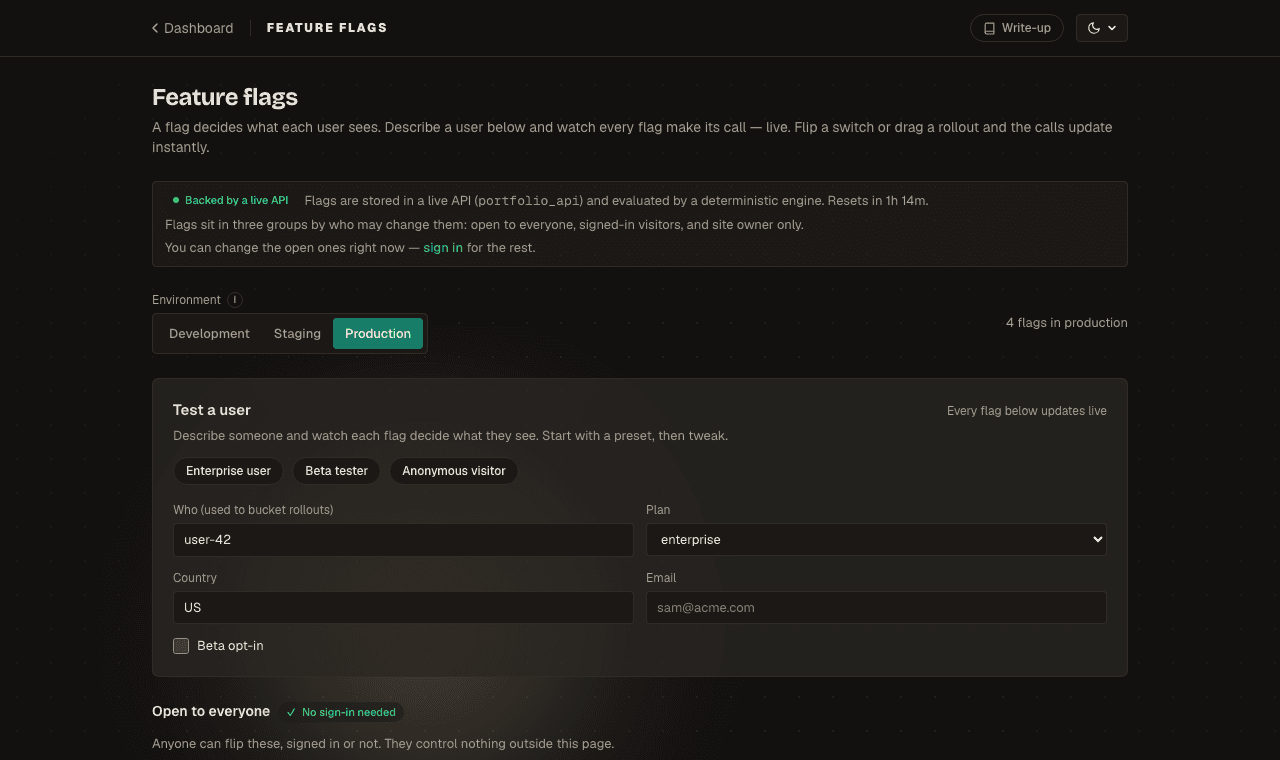 Dashboard
FEATURE FLAGS
Write-up
Feature flags
A flag decides what each user sees. Describe a user below and watch every flag make its call — live. Flip a switch or drag a rollout and the calls update
instantly.
Backed by a live API
Flags are stored in a live API (portfolio_api) and evaluated by a deterministic engine. Resets in 1h 14m.
Flags sit in three groups by who may change them: open to everyone, signed-in visitors, and site owner only.
You can change the open ones right now — sign in for the rest.
Environment i
Development
Staging
Production
4 flags in production
Test a user
Every flag below updates live
Describe someone and watch each flag decide what they see. Start with a preset, then tweak.
Enterprise user
Beta tester
Anonymous visitor
Who (used to bucket rollouts)
Plan
user-42
enterprise
Country
Email
US
sam@acme.com
Beta opt-in
Open to everyone
No sign-in needed
Anyone can flip these, signed in or not. They control nothing outside this page.